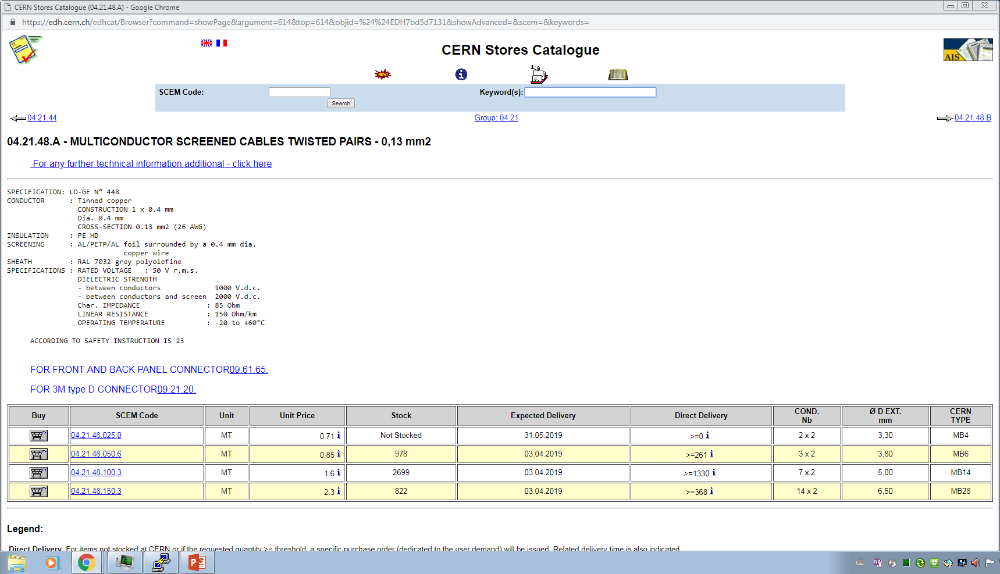 CERN Stores Catalogue (04.21.48.A) - Google Chrome
https://edh.cern.ch/edhcat/Browser?command=showPage&argument=614&top=614&objid=%24%24EDH7bd5d7131&showAdvanced=&scem=&keywords=
CERN Stores Catalogue
AIS
NEW!
SCEM Code: Keyword(s):
Search
04.21.44 Group: 04.21 04.21.48.B
04.21.48.A - MULTICONDUCTOR SCREENED CABLES TWISTED PAIRS - 0,13 mm2
For any further technical information additional - click here
SPECIFICATION: LO-GE N° 448
CONDUCTOR : Tinned copper
CONSTRUCTION 1 x 0.4 mm
Dia. 0.4 mm
CROSS-SECTION 0.13 mm2 (26 AWG)
INSULATION : PE HD
SCREENING : AL/PETP/AL foil surrounded by a 0.4 mm dia.
copper wire
SHEATH : RAL 7032 grey polyolefine
SPECIFICATIONS : RATED VOLTAGE : 50 V r.m.s.
DIELECTRIC STRENGTH
- between conductors 1000 V.d.c.
- between conductors and screen 2000 V.d.c.
Char. IMPEDANCE : 85 Ohm
LINEAR RESISTANCE : 150 Ohm/km
OPERATING TEMPERATURE : -20 to +60°C
ACCORDING TO SAFETY INSTRUCTION IS 23
FOR FRONT AND BACK PANEL CONNECTOR09.61.65.
FOR 3M type D CONNECTOR09.21.20.
Buy SCEM Code Unit Unit Price Stock Expected Delivery Direct Delivery COND. Nb Ø D EXT. mm CERN TYPE
04.21.48.025.0 MT 0.71 i Not Stocked 31.05.2019 >=0 i 2 x 2 3,30 MB4
04.21.48.050.6 MT 0.85 i 978 03.04.2019 >=261 i 3 x 2 3,80 MB6
04.21.48.100.3 MT 1.6 i 2699 03.04.2019 >=1330 i 7 x 2 5,00 MB14
04.21.48.150.3 MT 2.3 i 822 03.04.2019 >=368 i 14 x 2 6,50 MB28
Legend:
Direct Delivery: For items not stocked at CERN or if the requested quantity >= threshold, a specific purchase order (dedicated to the user demand) will be issued. Related delivery time is also indicated.